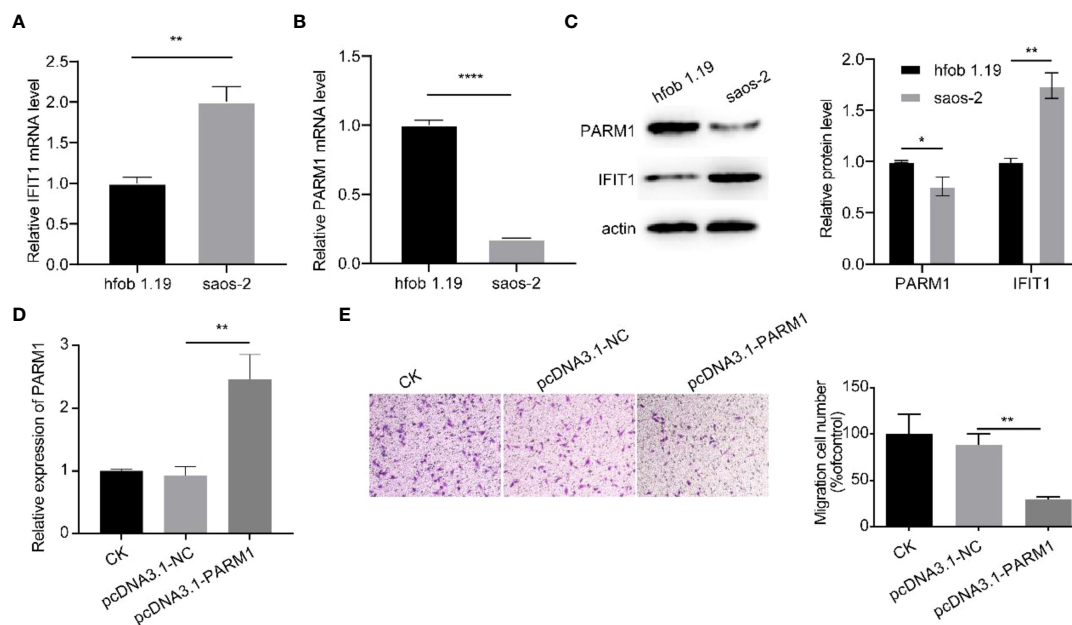 A
Relative IFIT1 mRNA level
2.5
2.0
1.5
1.0
0.5
0.0
**
hfob 1.19
saos-2
B
Relative PARM1 mRNA level
1.5
1.0
0.5
0.0
****
hfob 1.19
saos-2
C
hfob 1.19
saos-2
PARM1
IFIT1
actin
Relative protein level
2.0
1.5
1.0
0.5
0.0
hfob 1.19
saos-2
*
**
PARM1
IFIT1
D
Relative expression of PARM1
3
2
1
0
**
CK
pcDNA3.1-NC
pcDNA3.1-PARM1
E
CK
pcDNA3.1-NC
pcDNA3.1-PARM1
Migration cell number
(%ofcontrol)
150
100
50
0
**
CK
pcDNA3.1-NC
pcDNA3.1-PARM1